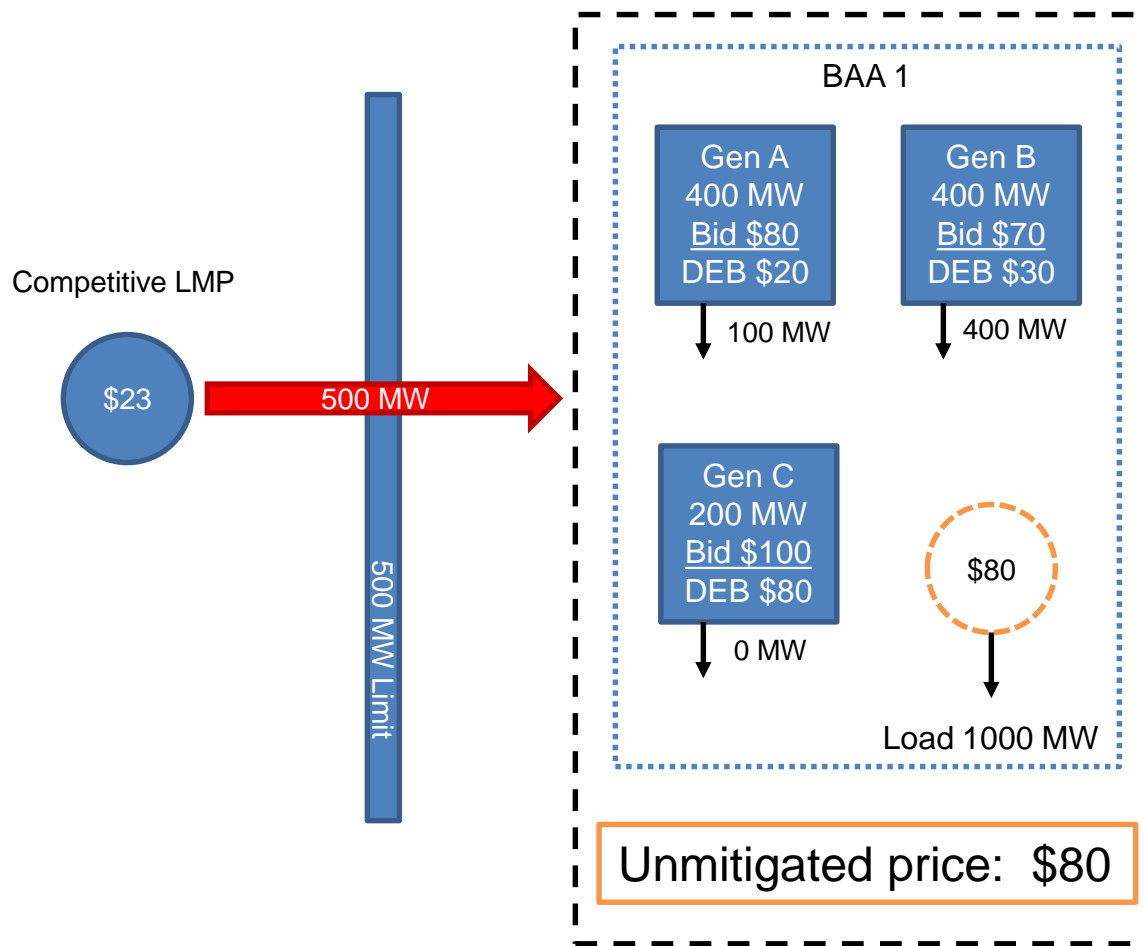 BAA 1
Gen A
400 MW
Bid $80
DEB $20
100 MW
Gen B
400 MW
Bid $70
DEB $30
400 MW
Competitive LMP
$23
500 MW
500 MW Limit
Gen C
200 MW
Bid $100
DEB $80
0 MW
$80
Load 1000 MW
Unmitigated price: $80